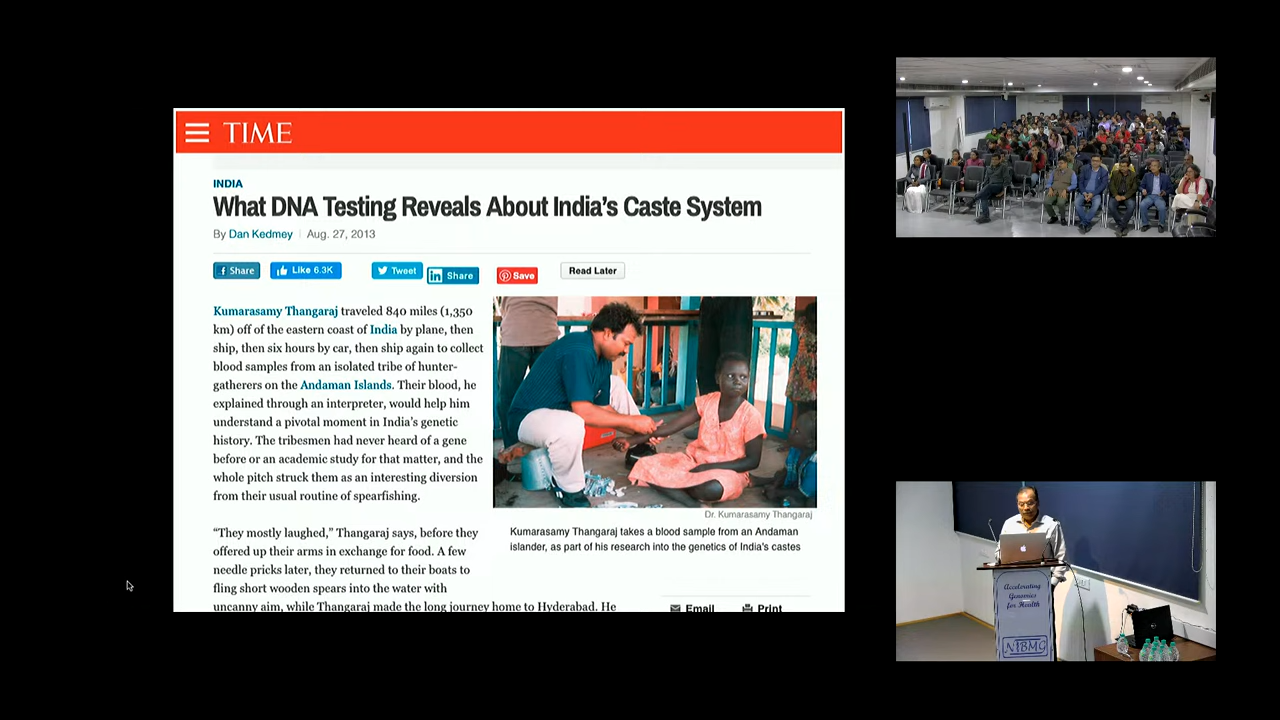 TIME
INDIA
What DNA Testing Reveals About India's Caste System
By Dan Kedmey | Aug. 27, 2013
Share
Like 6.3K
Tweet
Share
Save
Read Later
Kumarasamy Thangaraj traveled 840 miles (1,350
km) off of the eastern coast of India by plane, then
ship, then six hours by car, then ship again to collect
blood samples from an isolated tribe of hunter-
gatherers on the Andaman Islands. Their blood, he
explained through an interpreter, would help him
understand a pivotal moment in India's genetic
history. The tribesmen had never heard of a gene
before or an academic study for that matter, and the
whole pitch struck them as an interesting diversion
from their usual routine of spearfishing.
"They mostly laughed," Thangaraj says, before they
offered up their arms in exchange for food. A few
needle pricks later, they returned to their boats to
fling short wooden spears into the water with
uncanny aim, while Thangaraj made the long journey home to Hyderabad. He
Dr. Kumarasamy Thangaraj
Kumarasamy Thangaraj takes a blood sample from an Andaman
islander, as part of his research into the genetics of India's castes
Email
Print
Accelerating
Genomics
for Health
NIBMG